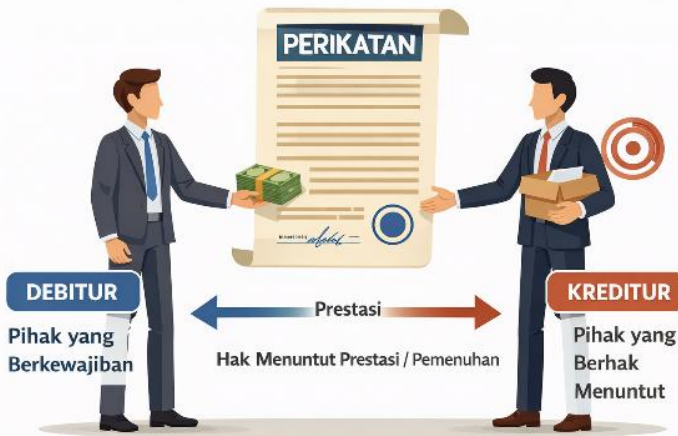 PERIKATAN
DEBITUR
Pihak yang
Berkewajiban
Prestasi
Hak Menuntut Prestasi / Pemenuhan
KREDITUR
Pihak yang
Berhak
Menuntut